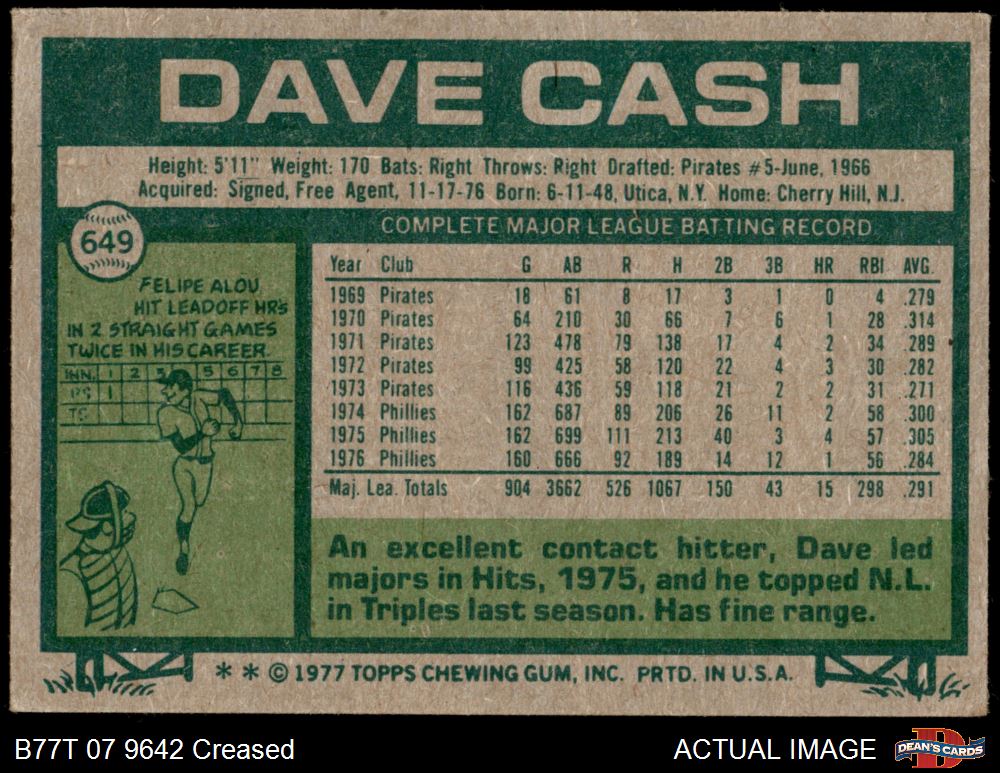 DAVE CASH
Height: 5'11" Weight: 170 Bats: Right Throws: Right Drafted: Pirates #5-June, 1966
Acquired: Signed, Free Agent, 11-17-76 Born: 6-11-48, Utica, N.Y. Home: Cherry Hill, N.J.
649
COMPLETE MAJOR LEAGUE BATTING RECORD
FELIPE ALOU
HIT LEADOFF HRs
IN 2 STRAIGHT GAMES
TWICE IN HIS CAREER.
INN. 1 2 3 5 6 7 8
1
Year Club G AB R H 2B 3B HR RBI AVG.
1969 Pirates 18 61 8 17 3 1 0 4 .279
1970 Pirates 64 210 30 66 7 6 1 28 .314
1971 Pirates 123 478 79 138 17 4 2 34 .289
1972 Pirates 99 425 58 120 22 4 3 30 .282
1973 Pirates 116 436 59 118 21 2 2 31 .271
1974 Phillies 162 687 89 206 26 11 2 58 .300
1975 Phillies 162 699 111 213 40 3 4 57 .305
1976 Phillies 160 666 92 189 14 12 1 56 .284
Maj. Lea. Totals 904 3662 526 1067 150 43 15 298 .291
An excellent contact hitter, Dave led
majors in Hits, 1975, and he topped N.L.
in Triples last season. Has fine range.
* * © 1977 TOPPS CHEWING GUM, INC. PRTD. IN U.S.A.
B77T 07 9642 Creased
ACTUAL IMAGE
DEAN'S CARDS